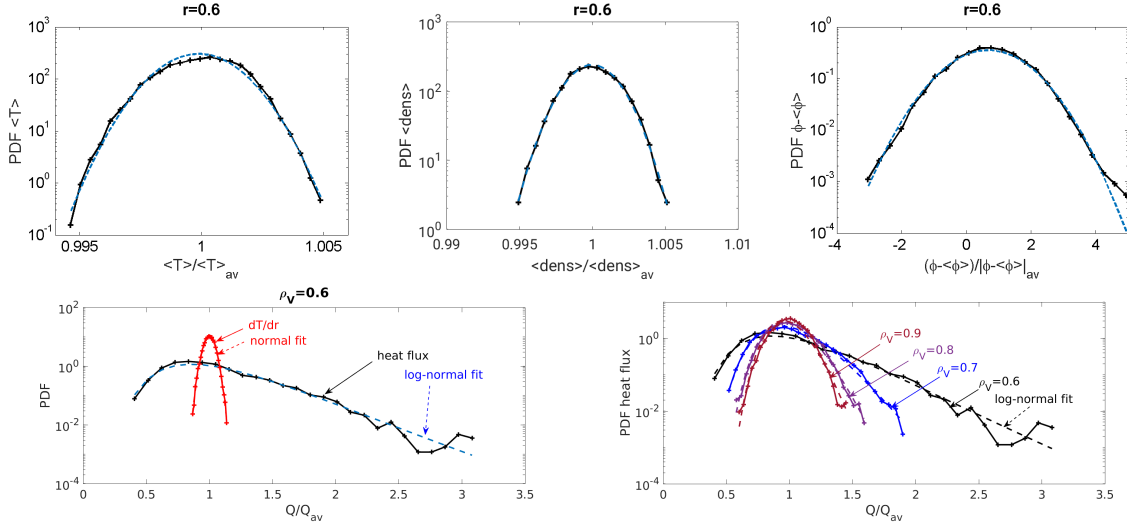 r=0.6
10³
10²
10¹
10⁰
10⁻¹
PDF <T>
0.995
1
1.005
<T>/<T>av
r=0.6
10³
10²
10¹
10⁰
PDF <dens>
0.99
0.995
1
1.005
1.01
<dens>/<dens>av
r=0.6
10⁰
10⁻¹
10⁻²
10⁻³
10⁻⁴
PDF ϕ-<ϕ>
-4
-2
0
2
4
(ϕ-<ϕ>)/|ϕ-<ϕ>|av
ρV=0.6
10²
10⁰
10⁻²
10⁻⁴
PDF
dT/dr
normal fit
heat flux
log-normal fit
0
0.5
1
1.5
2
2.5
3
3.5
Q/Qav
10⁰
10⁻²
10⁻⁴
PDF heat flux
ρV=0.9
ρV=0.8
ρV=0.7
ρV=0.6
log-normal fit
0
0.5
1
1.5
2
2.5
3
3.5
Q/Qav